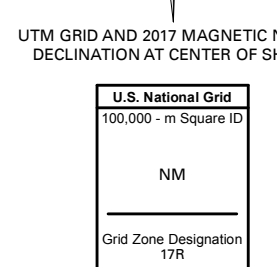 UTM GRID AND 2017 MAGNETIC
DECLINATION AT CENTER OF
U.S. National Grid
100,000 - m Square ID
NM
Grid Zone Designation
17R